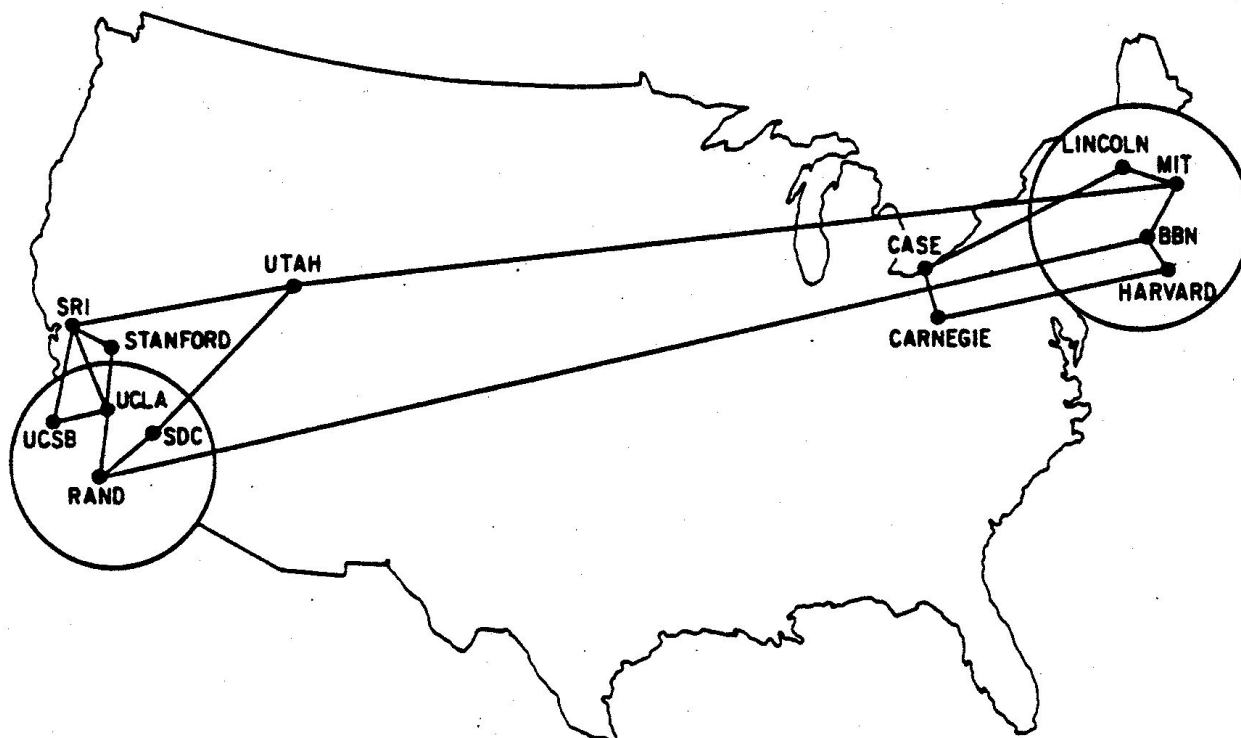 LINCOLN
MIT
CASE
BBN
UTAH
HARVARD
SRI
STANFORD
CARNEGIE
UCLA
UCSB
SDC
RAND